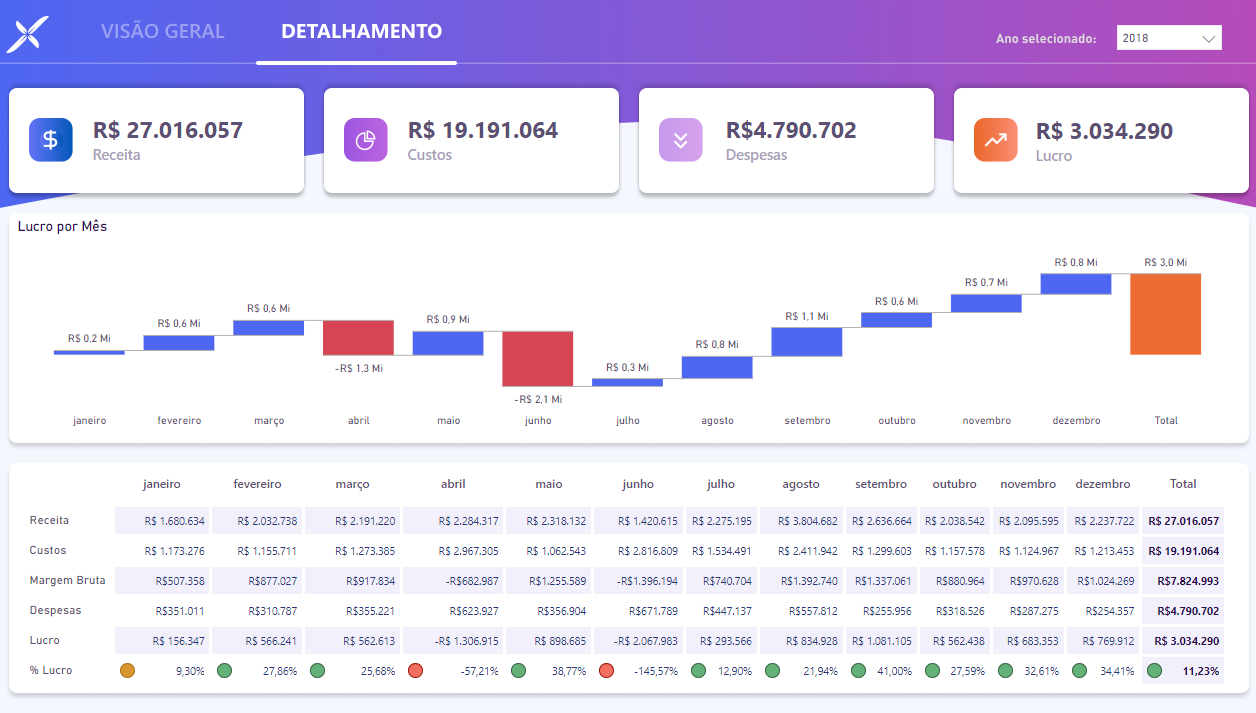 VISÃO GERAL DETALHAMENTO Ano selecionado: 2018
R$ 27.016.057 R$ 19.191.064 R$4.790.702 R$ 3.034.290
Receita Custos Despesas Lucro
Lucro por Mês
R$ 0,2 Mi R$ 0,6 Mi R$ 0,6 Mi -R$ 1,3 Mi R$ 0,9 Mi -R$ 2,1 Mi R$ 0,3 Mi R$ 0,8 Mi R$ 1,1 Mi R$ 0,6 Mi R$ 0,7 Mi R$ 0,8 Mi R$ 3,0 Mi
janeiro fevereiro março abril maio junho julho agosto setembro outubro novembro dezembro Total
janeiro fevereiro março abril maio junho julho agosto setembro outubro novembro dezembro Total
Receita R$ 1.680.634 R$ 2.032.738 R$ 2.191.220 R$ 2.284.317 R$ 2.318.132 R$ 1.420.615 R$ 2.275.195 R$ 3.804.682 R$ 2.636.664 R$ 2.038.542 R$ 2.095.595 R$ 2.237.722 R$ 27.016.057
Custos R$ 1.173.276 R$ 1.155.711 R$ 1.273.385 R$ 2.967.305 R$ 1.062.543 R$ 2.816.809 R$ 1.534.491 R$ 2.411.942 R$ 1.299.603 R$ 1.157.578 R$ 1.124.967 R$ 1.213.453 R$ 19.191.064
Margem Bruta R$507.358 R$877.027 R$917.834 -R$682.987 R$1.255.589 -R$1.396.194 R$740.704 R$1.392.740 R$1.337.061 R$880.964 R$970.628 R$1.024.269 R$7.824.993
Despesas R$351.011 R$310.787 R$355.221 R$623.927 R$356.904 R$671.789 R$447.137 R$557.812 R$255.956 R$318.526 R$287.275 R$254.357 R$4.790.702
Lucro R$ 156.347 R$ 566.241 R$ 562.613 -R$ 1.306.915 R$ 898.685 -R$ 2.067.983 R$ 293.566 R$ 834.928 R$ 1.081.105 R$ 562.438 R$ 683.353 R$ 769.912 R$ 3.034.290
% Lucro 9,30% 27,86% 25,68% -57,21% 38,77% -145,57% 12,90% 21,94% 41,00% 27,59% 32,61% 34,41% 11,23%